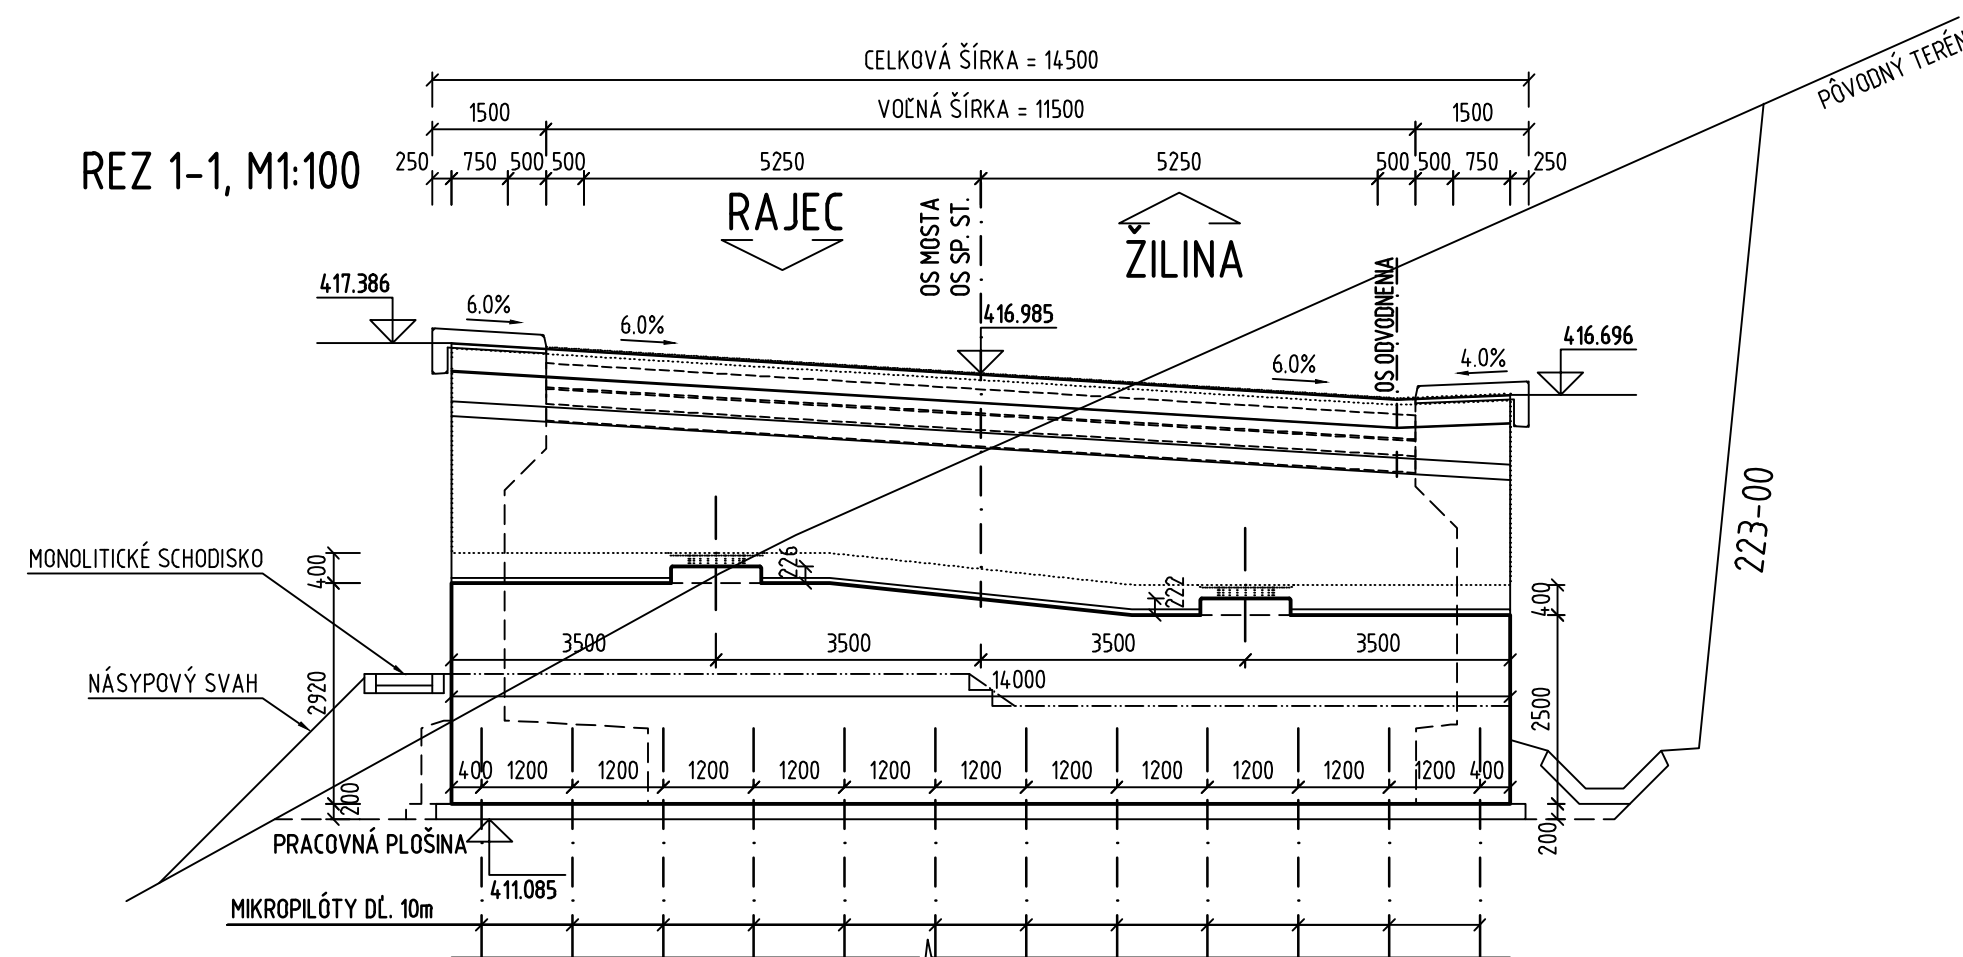 CELKOVÁ ŠÍRKA = 14500
1500
VOĽNÁ ŠÍRKA = 11500
1500
REZ 1-1, M1:100
250 750 500 500 5250 5250 500 500 750 250
PÔVODNÝ TERÉN
RAJEC
ŽILINA
OS MOSTA
OS SP. ST.
OS ODVODNENIA
417.386
6.0%
6.0%
416.985
6.0%
4.0%
416.696
223-00
MONOLITICKÉ SCHODISKO
400
226
222
400
3500 3500 3500 3500
NÁSYPOVÝ SVAH
2920
14000
2500
400 1200 1200 1200 1200 1200 1200 1200 1200 1200 1200 1200 400
200
200
PRACOVNÁ PLOŠINA
411.085
MIKROPILÓTY DĹ. 10m